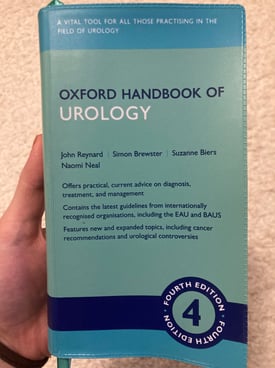 A VITAL TOOL FOR ALL THOSE PRACTISING IN THE
FIELD OF UROLOGY
OXFORD HANDBOOK OF
UROLOGY
John Reynard | Simon Brewster | Suzanne Biers
Naomi Neal
Offers practical, current advice on diagnosis,
treatment, and management
Contains the latest guidelines from internationally
recognised organisations, including the EAU and BAUS
Features new and expanded topics, including cancer
recommendations and urological controversies
FOURTH EDITION
4
FOURTH EDITION